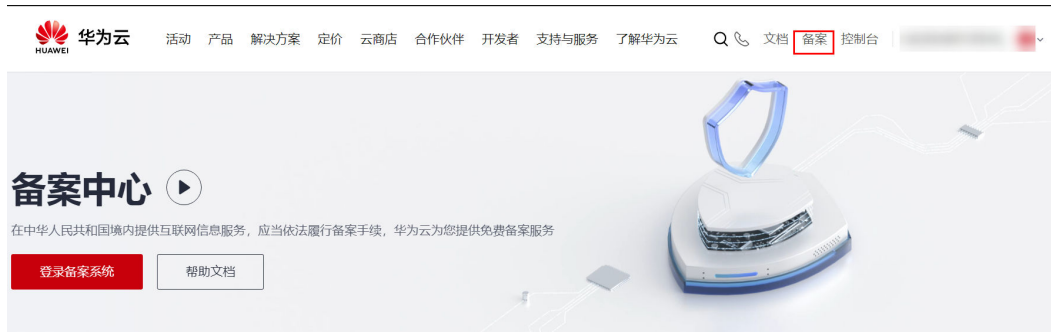 HUAWEI 华为云 活动 产品 解决方案 定价 云商店 合作伙伴 开发者 支持与服务 了解华为云 文档 备案 控制台
备案中心
在中华人民共和国境内提供互联网信息服务，应当依法履行备案手续，华为云为您提供免费备案服务
登录备案系统 帮助文档